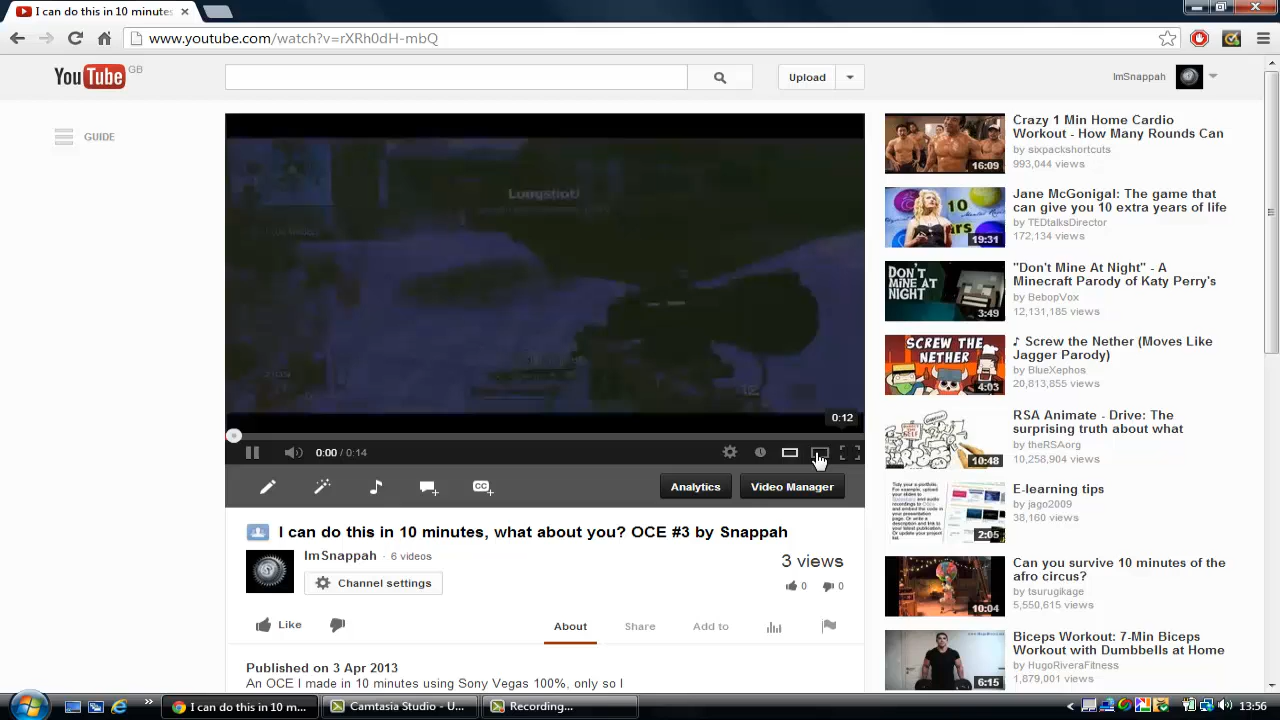 I can do this in 10 minutes
www.youtube.com/watch?v=rXRh0dH-mbQ
YouTube GB
Upload
ImSnappah
GUIDE
Longshot!
0:12
0:00 / 0:14
CC
Analytics
Video Manager
I can do this in 10 minutes, what about you? OCE #3 by Snappah
ImSnappah · 6 videos
Channel settings
3 views
0 0
Like
About
Share
Add to
Published on 3 Apr 2013
An OCE I made in 10 minutes using Sony Vegas 100%, only so I
16:09
Crazy 1 Min Home Cardio
Workout - How Many Rounds Can
by sixpackshortcuts
993,044 views
10
19:31
Jane McGonigal: The game that
can give you 10 extra years of life
by TEDtalksDirector
172,134 views
DON'T
MINE AT
NIGHT
3:49
"Don't Mine At Night" - A
Minecraft Parody of Katy Perry's
by BebopVox
12,131,185 views
SCREW THE
NETHER
4:03
♪ Screw the Nether (Moves Like
Jagger Parody)
by BlueXephos
20,813,855 views
10:48
RSA Animate - Drive: The
surprising truth about what
by theRSAorg
10,258,904 views
2:05
E-learning tips
by jago2009
38,160 views
10:04
Can you survive 10 minutes of the
afro circus?
by tsurugikage
5,550,615 views
6:15
Biceps Workout: 7-Min Biceps
Workout with Dumbbells at Home
by HugoRiveraFitness
1,879,001 views
I can do this in 10 m...
Camtasia Studio - U...
Recording...
13:56